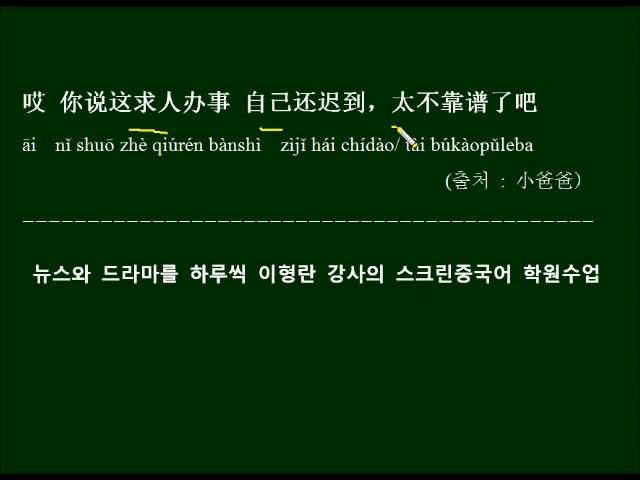 哎 你说这求人办事 自己还迟到，太不靠谱了吧
āi nǐ shuō zhè qiúrén bànshì zìjǐ hái chídào/ tài búkàopǔleba
(출처 : 小爸爸)
뉴스와 드라마를 하루씩 이형란 강사의 스크린중국어 학원수업